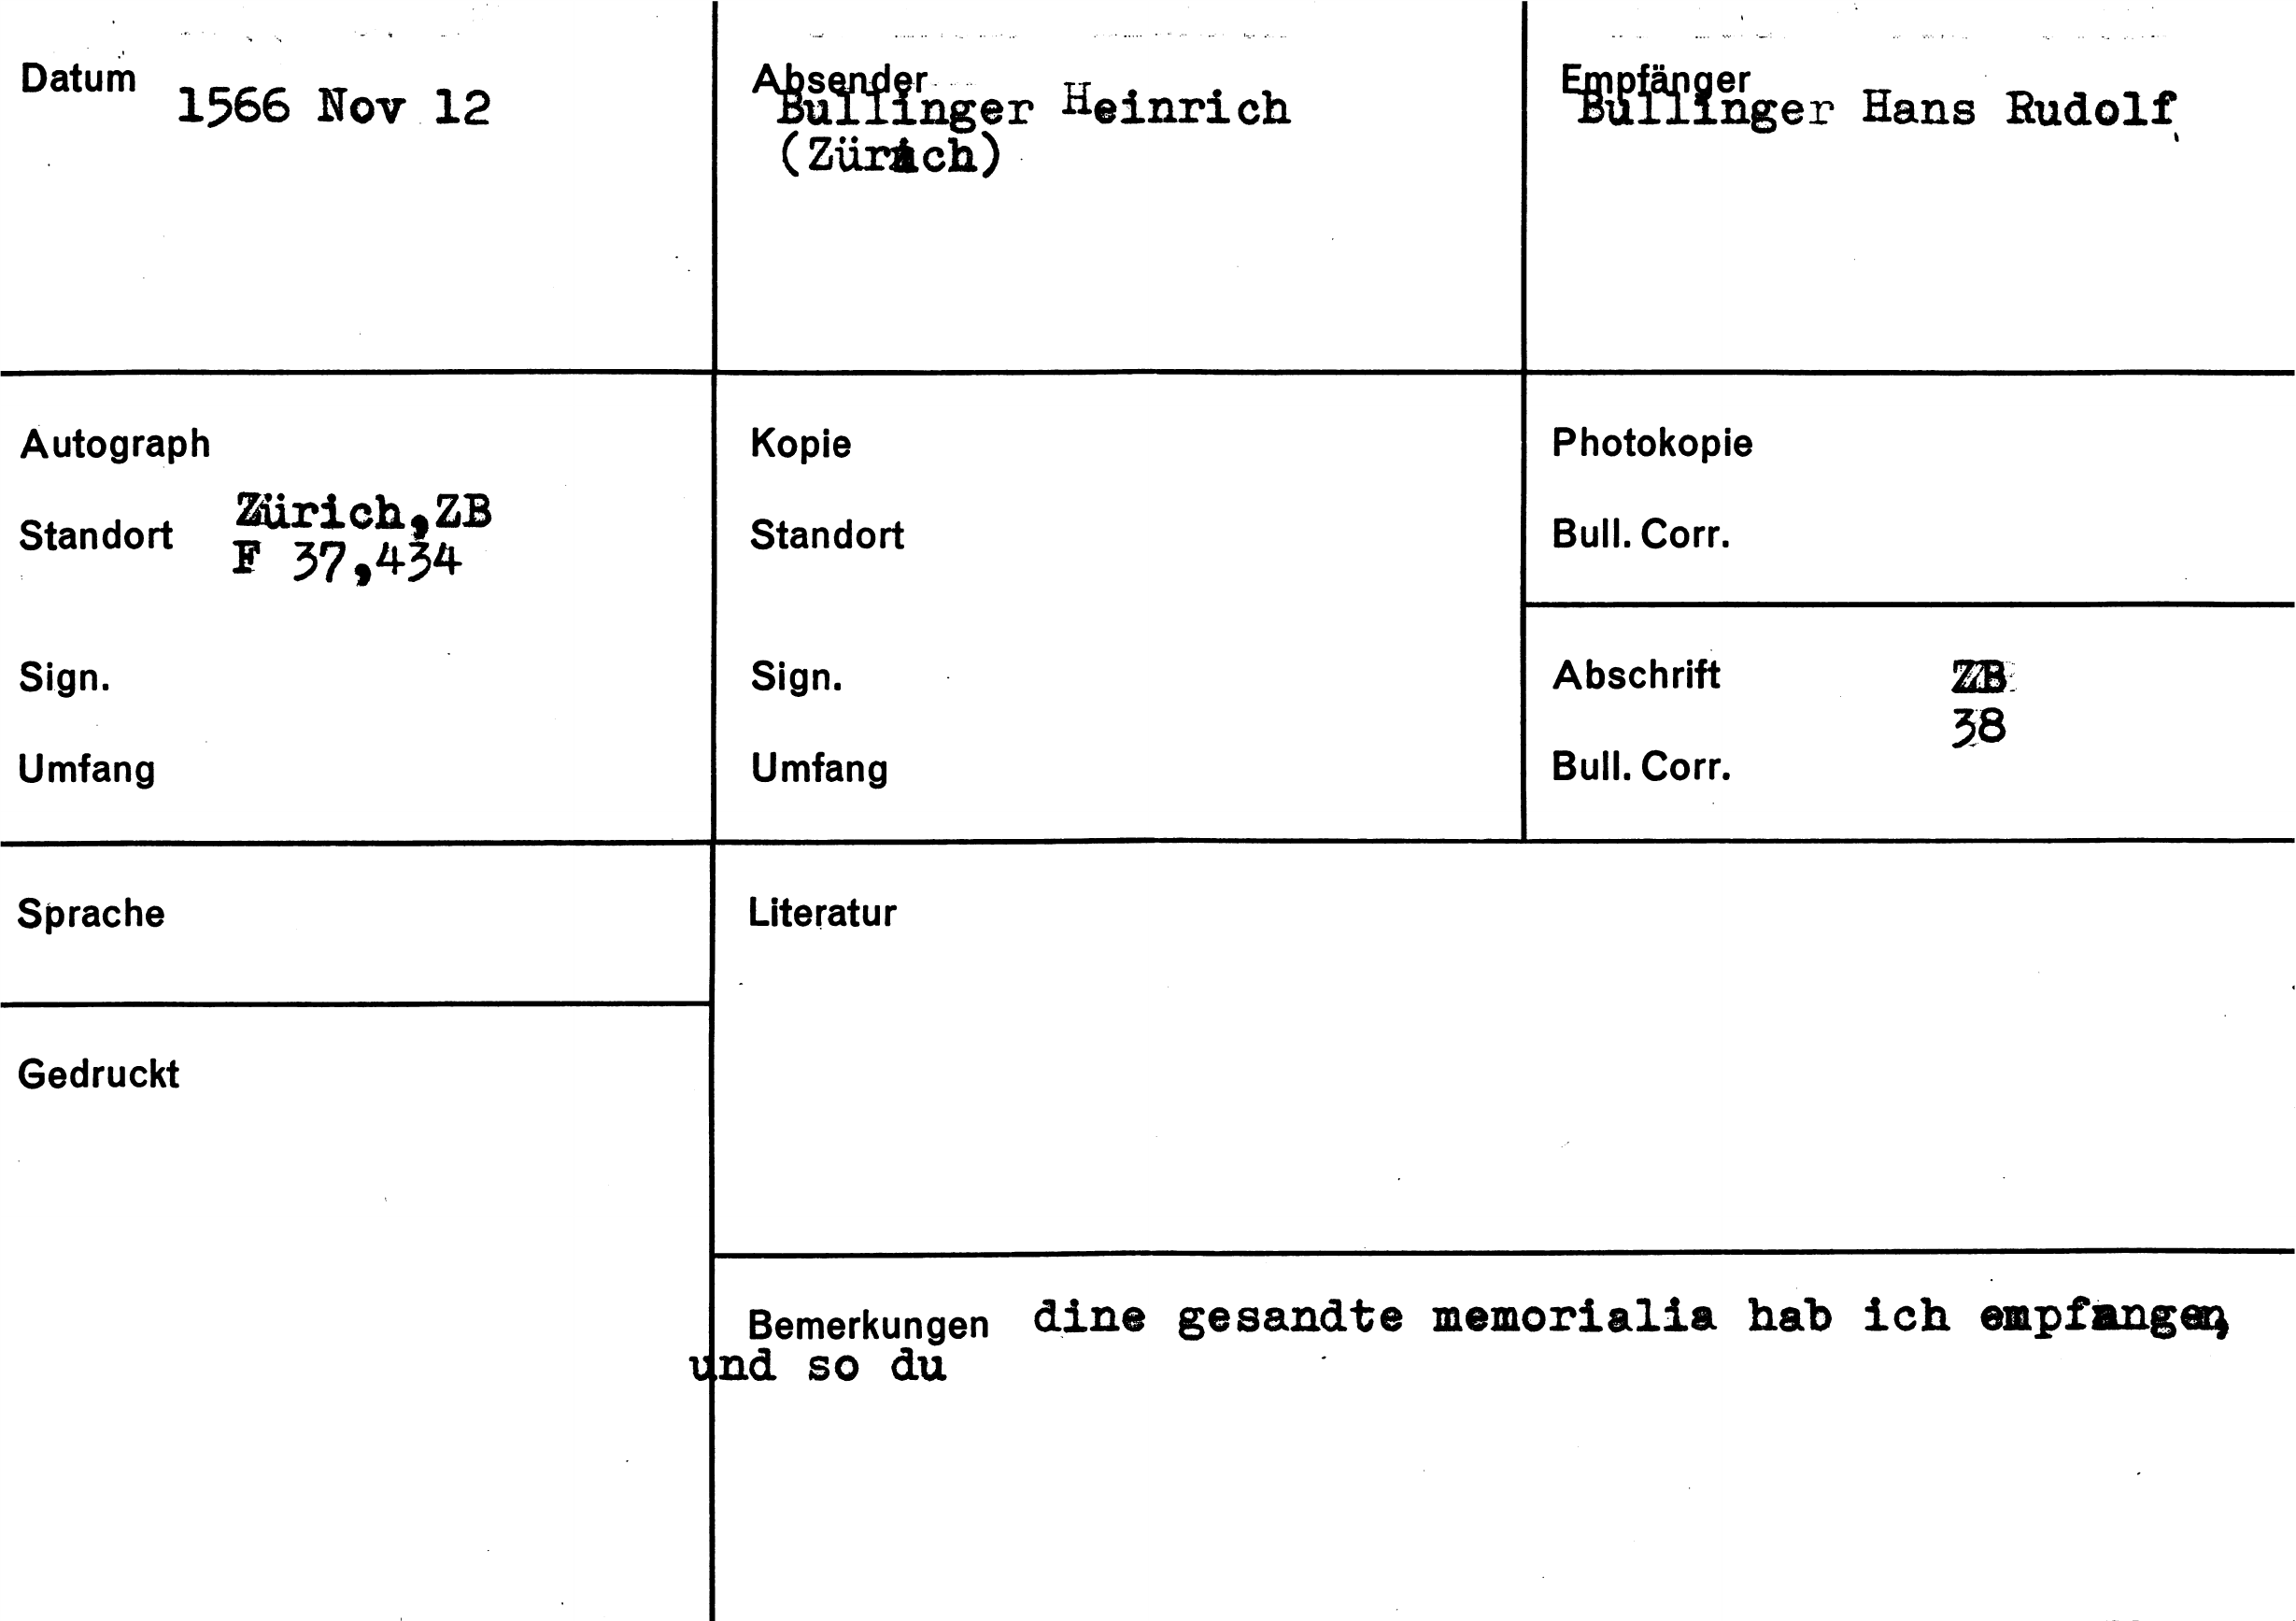 Datum 1566 Nov 12
Absender
Bullinger Heinrich
(Zürich)
Empfänger
Bullinger Hans Rudolf
Autograph
Standort Zürich,ZB
F 37,434
Sign.
Umfang
Kopie
Standort
Sign.
Umfang
Photokopie
Bull. Corr.
Abschrift ZB
38
Bull. Corr.
Sprache
Literatur
Gedruckt
Bemerkungen dine gesandte memorialia hab ich empfangen,
und so du